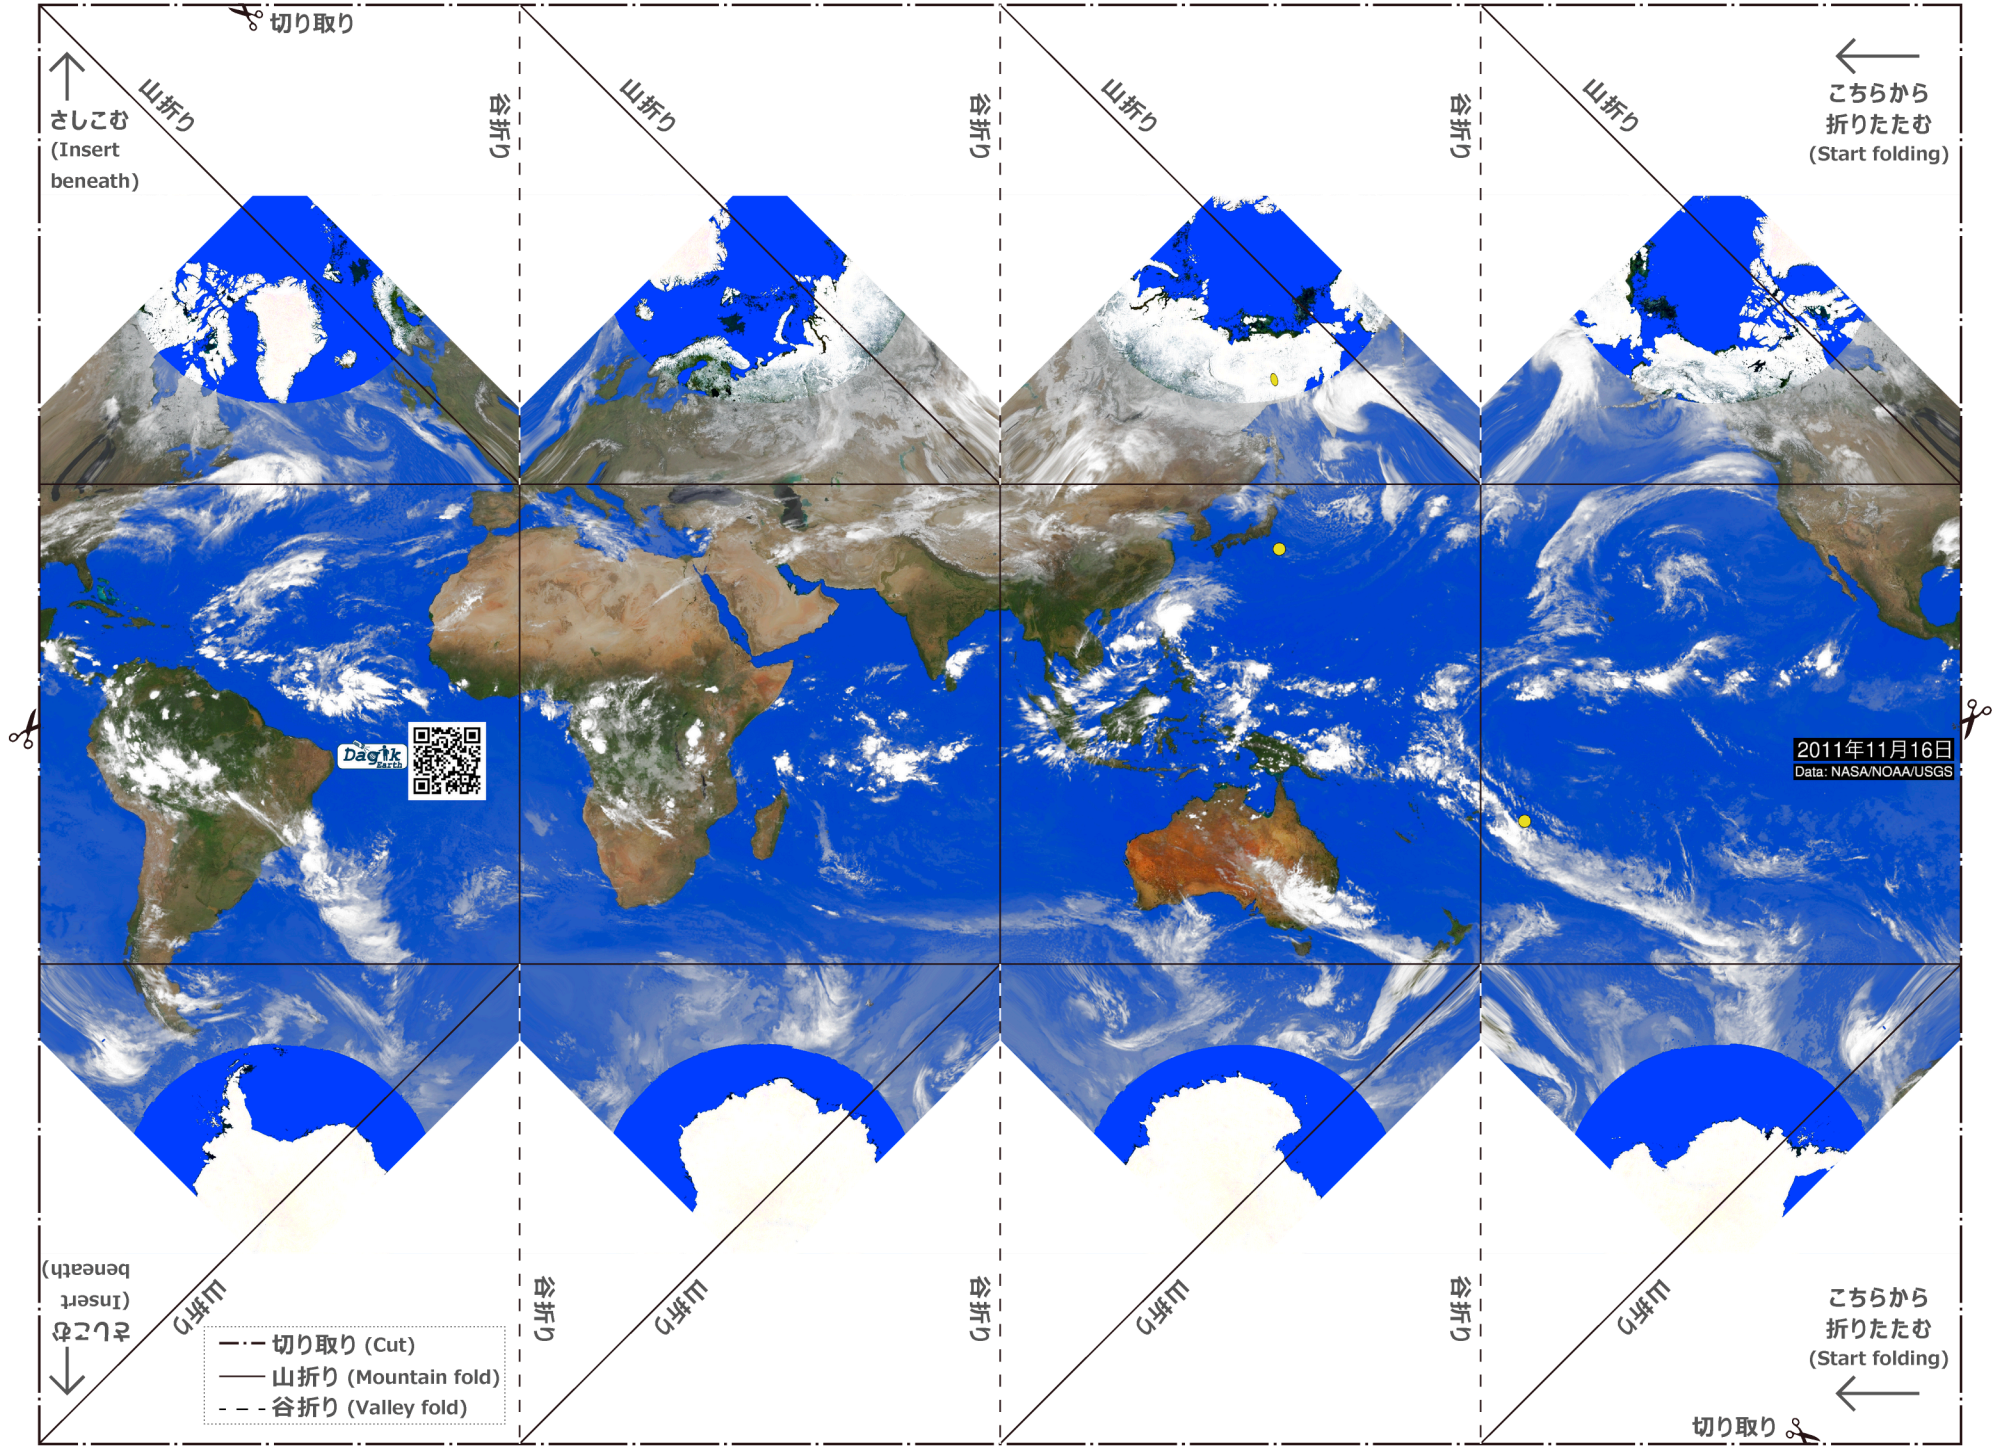 切り取り
さしこむ
(Insert
beneath)
山折り
谷折り
山折り
谷折り
山折り
谷折り
山折り
こちらから
折りたたむ
(Start folding)
Dagik
Earth
2011年11月16日
Data: NASA/NOAA/USGS
さしこむ
(Insert
beneath)
山折り
谷折り
山折り
谷折り
山折り
谷折り
山折り
こちらから
折りたたむ
(Start folding)
切り取り (Cut)
山折り (Mountain fold)
谷折り (Valley fold)
切り取り